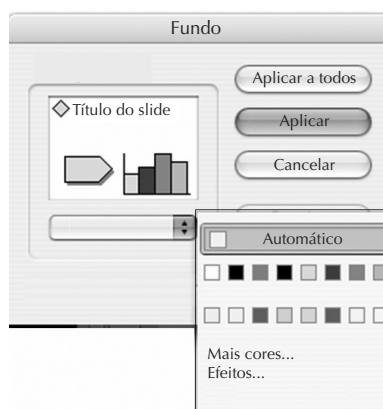 Fundo
Aplicar a todos
Título do slide
Aplicar
Cancelar
Automático
Mais cores...
Efeitos...